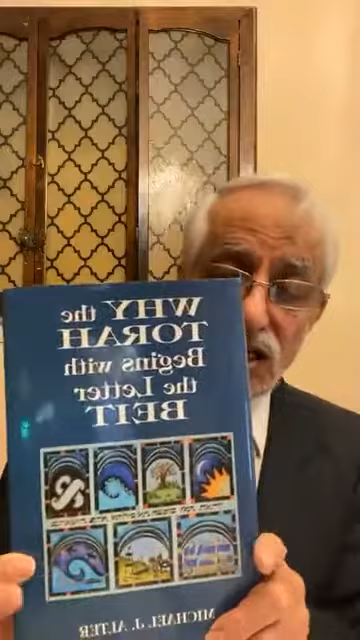 WHY the
TORAH
Begins with
the Letter
BEIT
MICHAEL J. ALTER